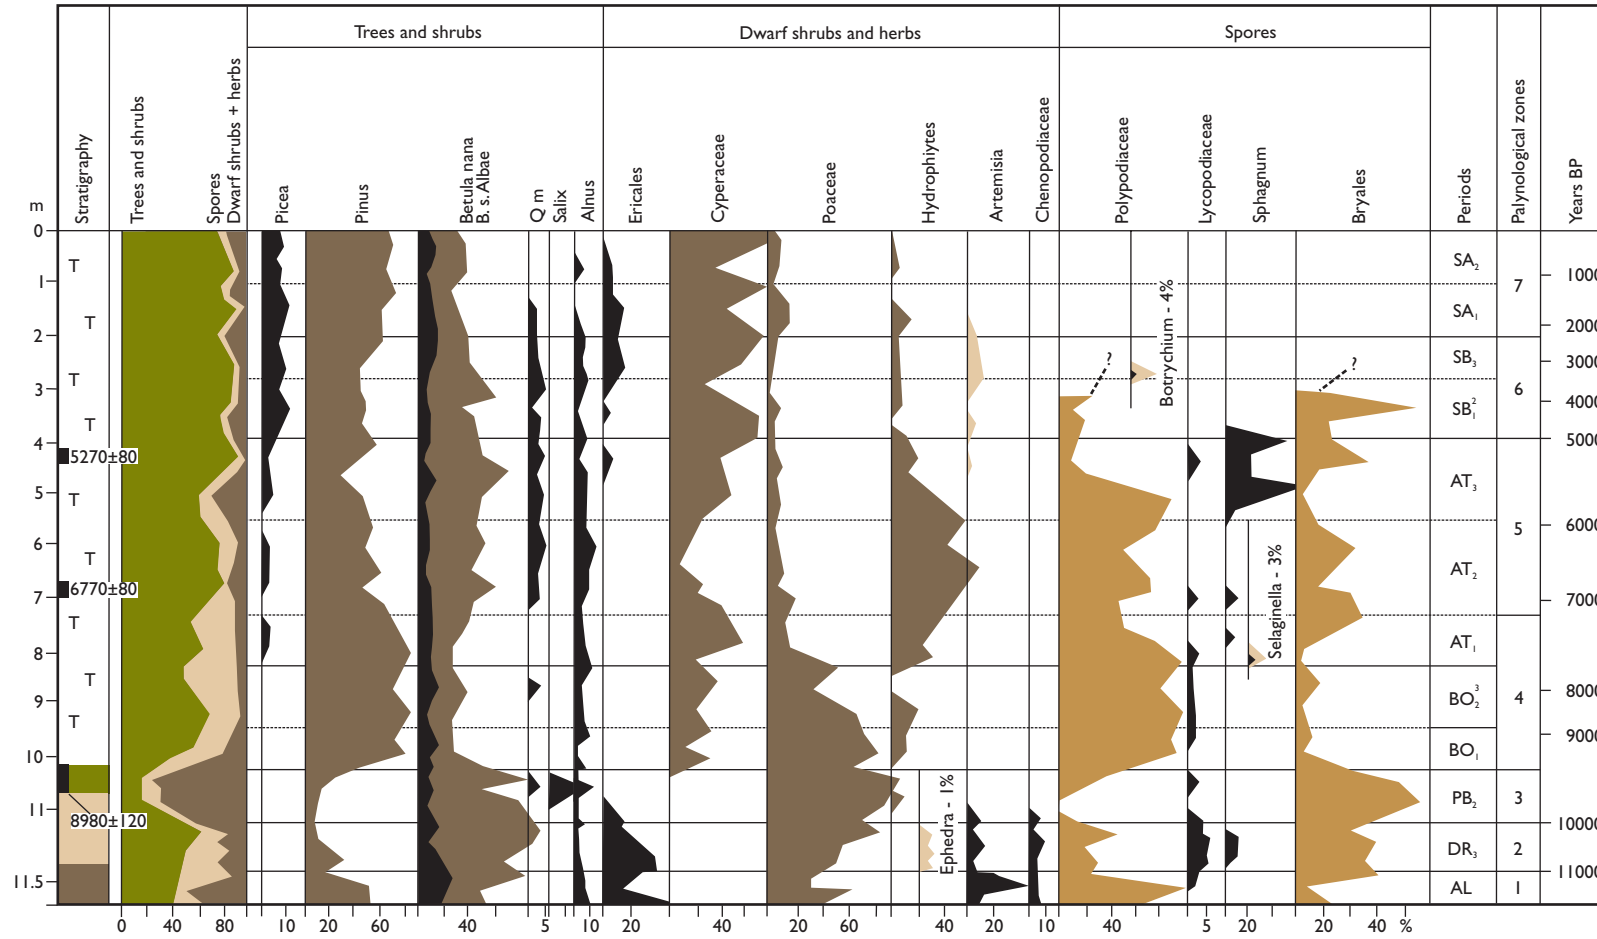 Trees and shrubs
Dwarf shrubs and herbs
Spores
m
Stratigraphy
Trees and shrubs
Spores
Dwarf shrubs + herbs
Picea
Pinus
Betula nana
B. s. Albae
Q m
Salix
Alnus
Ericales
Cyperaceae
Poaceae
Hydrophiytes
Artemisia
Chenopodiaceae
Polypodiaceae
Lycopodiaceae
Sphagnum
Bryales
Periods
Palynological zones
Years BP
0
1
2
3
4
5
6
7
8
9
10
11
11.5
T
T
T
T
T
T
T
T
T
5270±80
6770±80
8980±120
Ephedra - 1%
?
Botrychium - 4%
Selaginella - 3%
?
SA₂
SA₁
SB₃
SB₁²
AT₃
AT₂
AT₁
BO₂³
BO₁
PB₂
DR₃
AL
7
6
5
4
3
2
1
1000
2000
3000
4000
5000
6000
7000
8000
9000
10000
11000
0 40 80 10 20 60 40 5 10 20 40 20 60 40 20 10 40 5 20 20 40 %